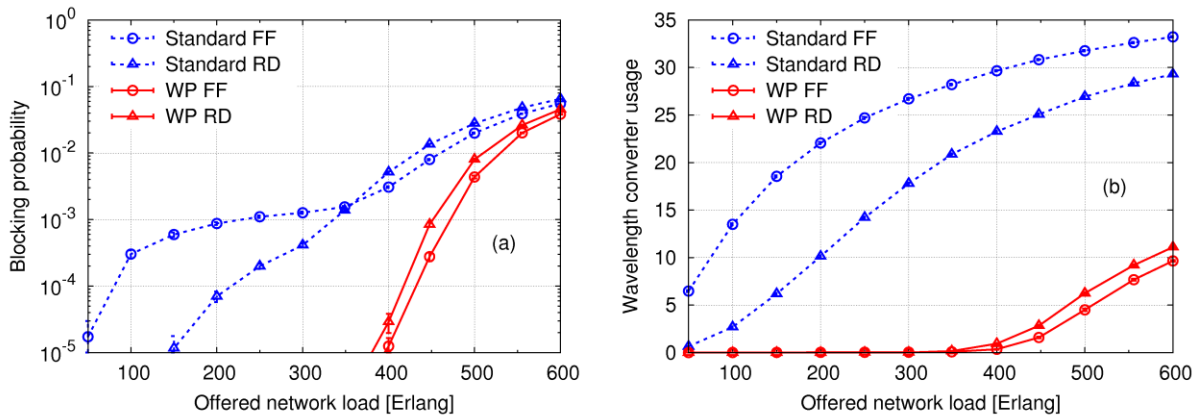 10^0
10^-1
10^-2
10^-3
10^-4
10^-5
Blocking probability
Standard FF
Standard RD
WP FF
WP RD
(a)
100 200 300 400 500 600
Offered network load [Erlang]
35
30
25
20
15
10
5
0
Wavelength converter usage
Standard FF
Standard RD
WP FF
WP RD
(b)
100 200 300 400 500 600
Offered network load [Erlang]